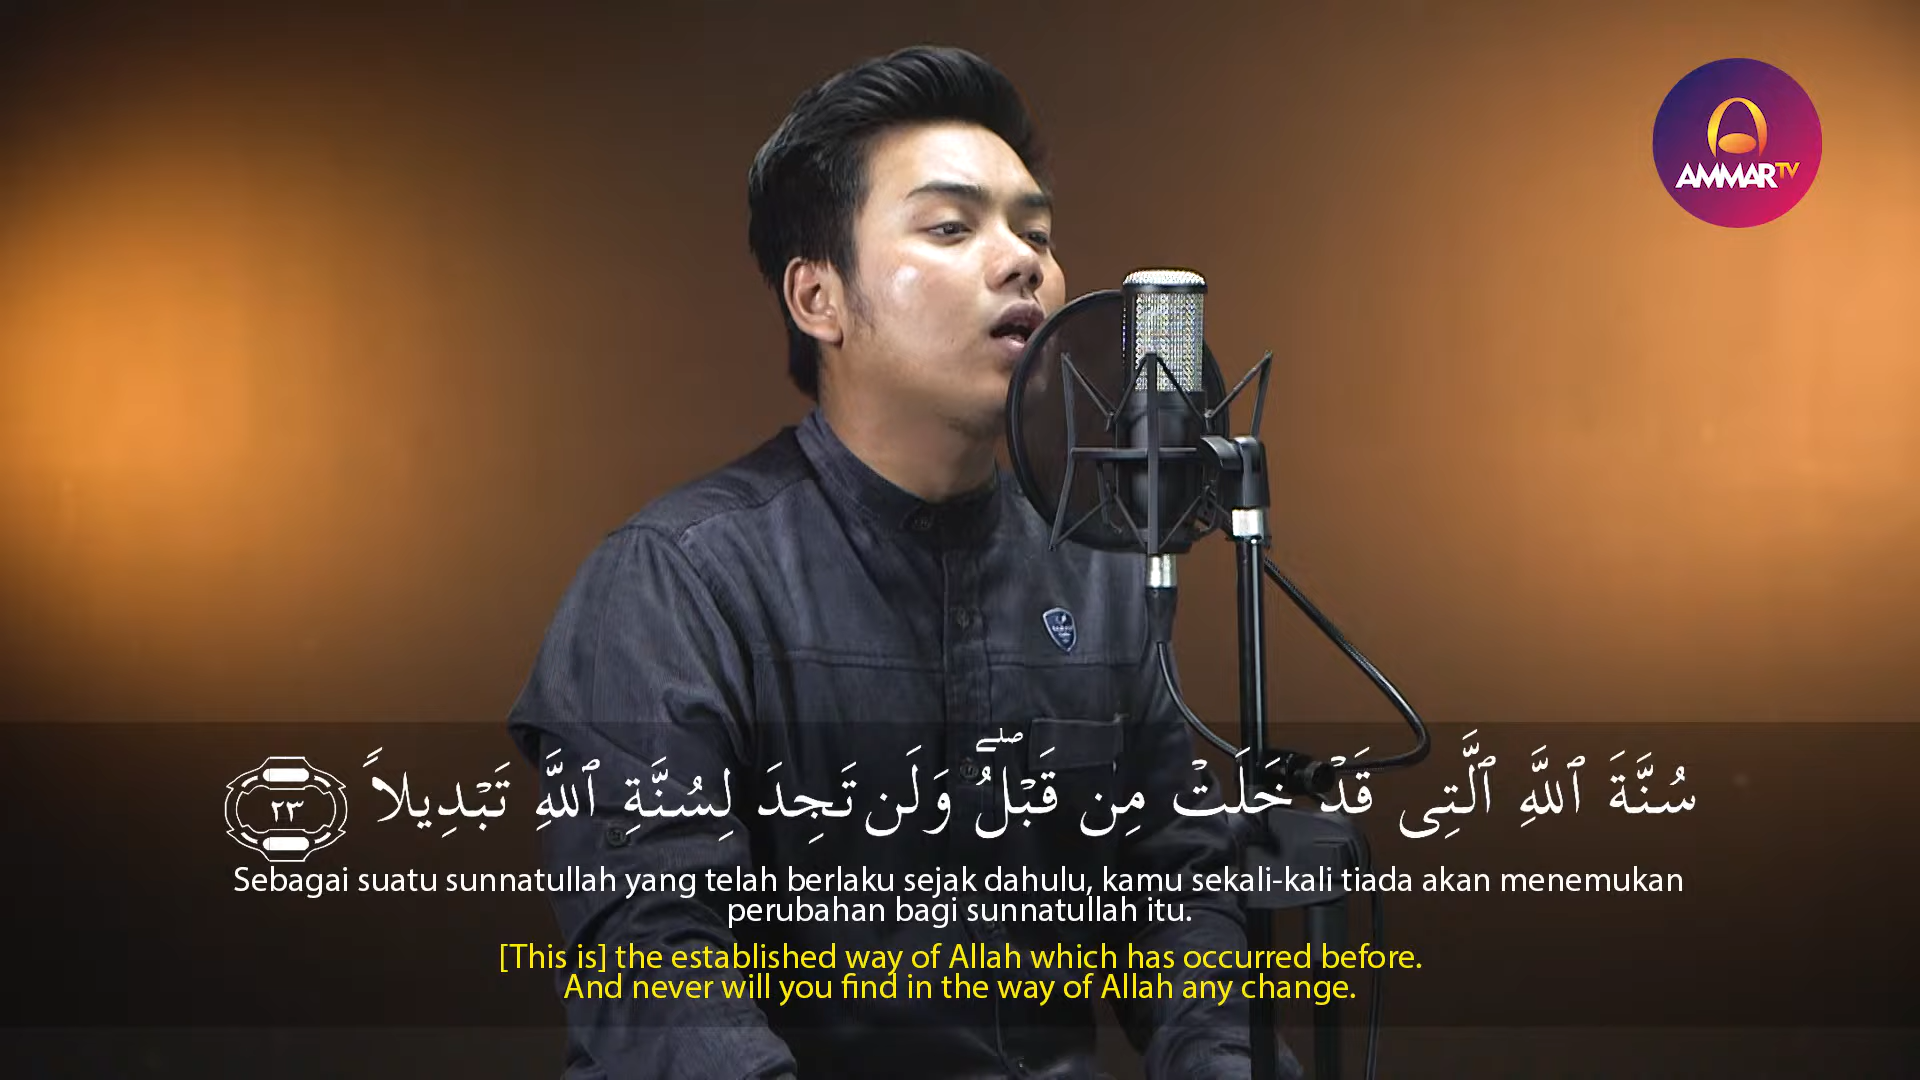 AMMARTV
سُنَّةَ ٱللَّهِ ٱلَّتِى قَدْ خَلَتْ مِن قَبْلُ ۖ وَلَن تَجِدَ لِسُنَّةِ ٱللَّهِ تَبْدِيلاً ٢٣
Sebagai suatu sunnatullah yang telah berlaku sejak dahulu, kamu sekali-kali tiada akan menemukan
perubahan bagi sunnatullah itu.
[This is] the established way of Allah which has occurred before.
And never will you find in the way of Allah any change.